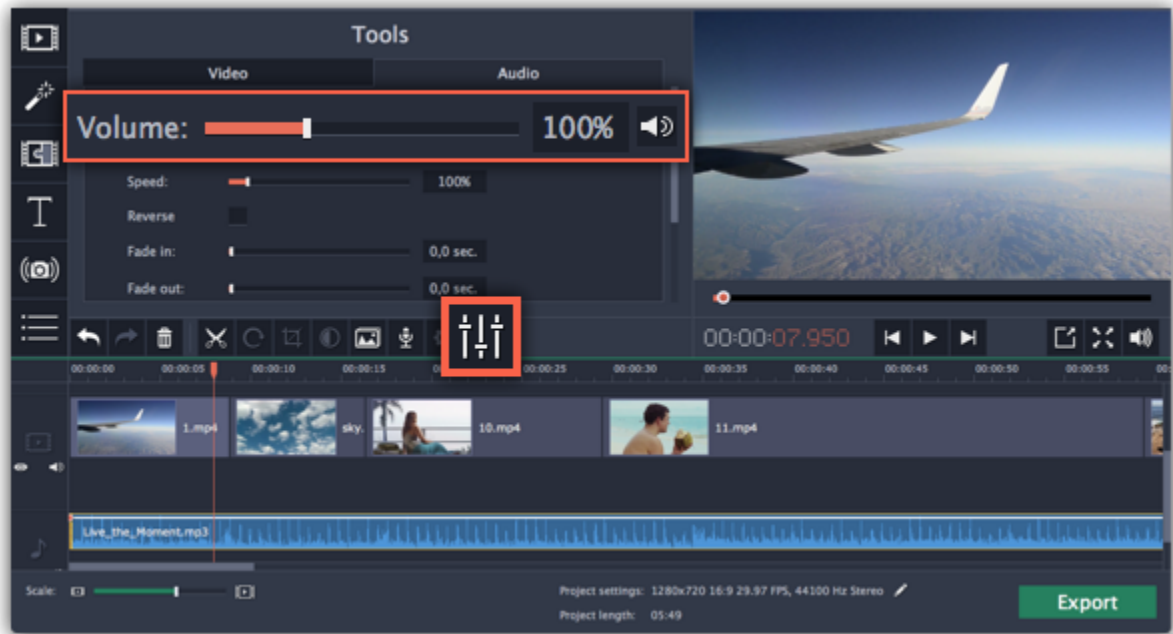 Tools
Video Audio
Volume: 100%
Speed: 100%
Reverse
Fade in: 0,0 sec.
Fade out: 0,0 sec.
00:00:07.950
00:00:00 00:00:05 00:00:10 00:00:15 00:00:25 00:00:30 00:00:35 00:00:40 00:00:45 00:00:50 00:00:55
1.mp4 sky. 10.mp4 11.mp4
Live_the_Moment.mp3
Scale:
Project settings: 1280x720 16:9 29.97 FPS, 44100 Hz Stereo
Project length: 05:49
Export